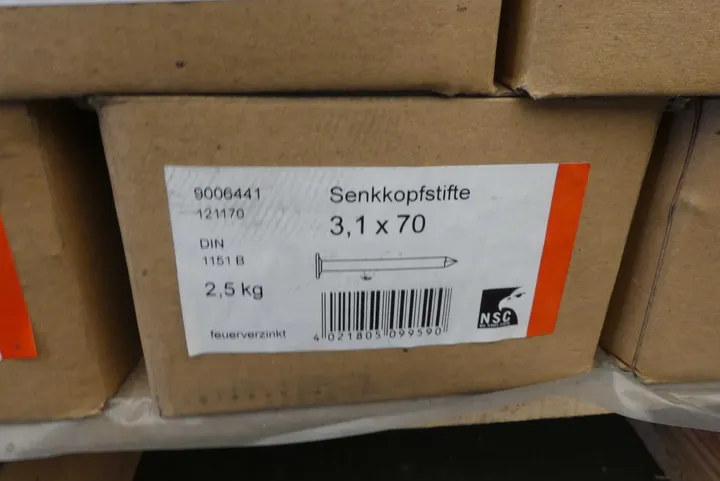 9006441
121170
DIN
1151 B
2,5 kg
feuerverzinkt
Senkkopfstifte
3,1 x 70
4 021805 099590
NSC